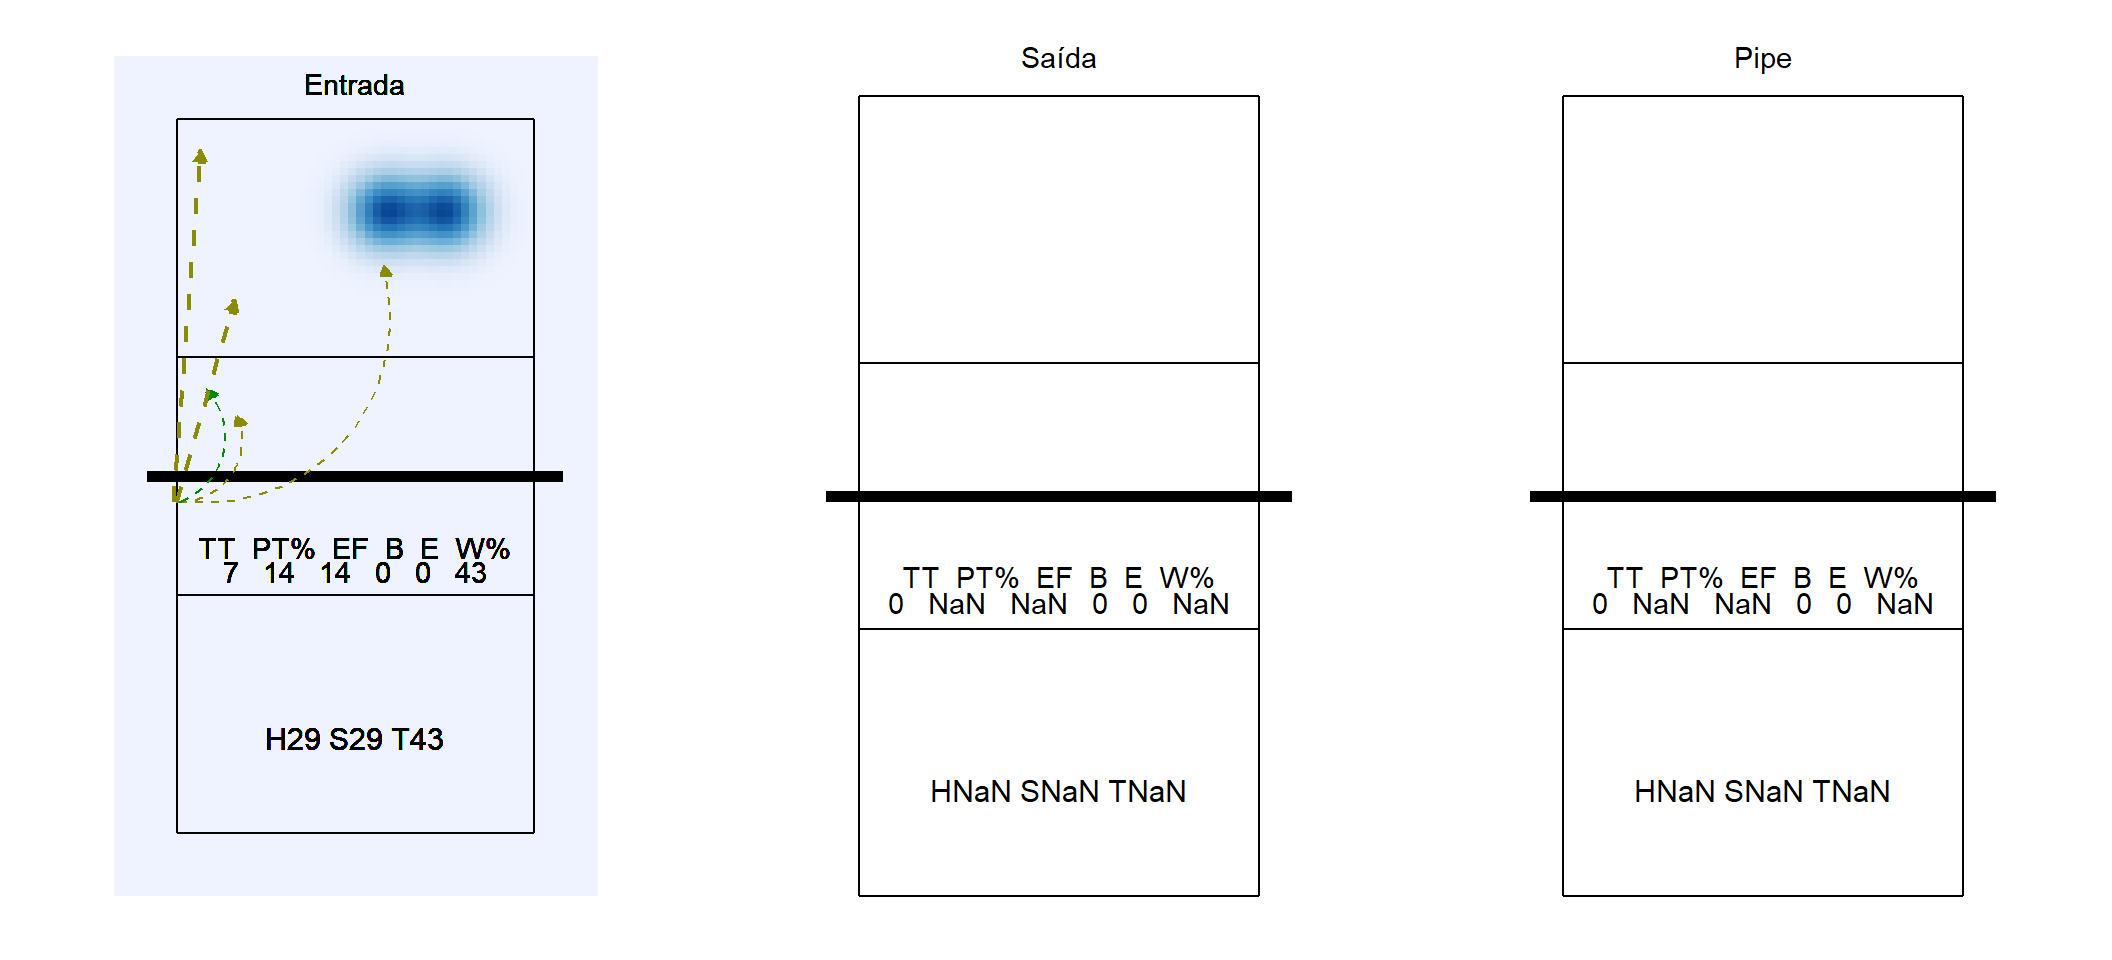 Entrada
TT PT% EF B E W%
7 14 14 0 0 43
H29 S29 T43
Saída
TT PT% EF B E W%
0 NaN NaN 0 0 NaN
HNaN SNaN TNaN
Pipe
TT PT% EF B E W%
0 NaN NaN 0 0 NaN
HNaN SNaN TNaN